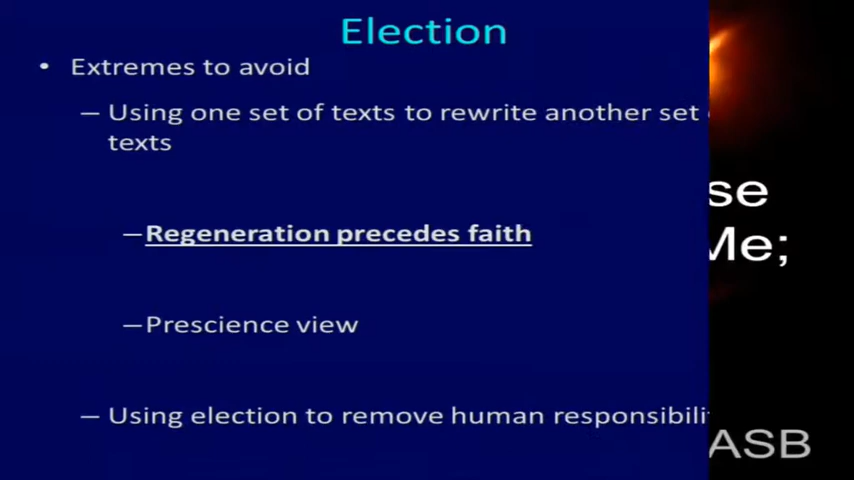 Election
• Extremes to avoid
– Using one set of texts to rewrite another set
texts
–Regeneration precedes faith
–Prescience view
– Using election to remove human responsibili
se
Me;
ASB